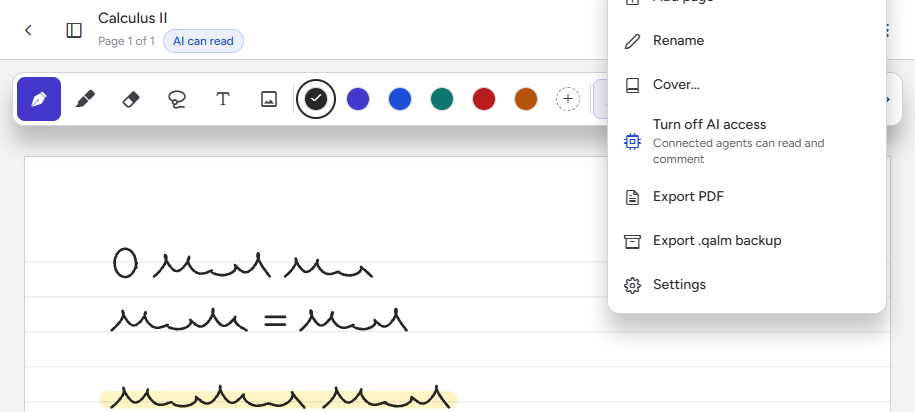 Calculus II
Page 1 of 1 AI can read
Rename
Cover...
T
Turn off AI access
Connected agents can read and
comment
Export PDF
Export .qalm backup
Settings
0
=